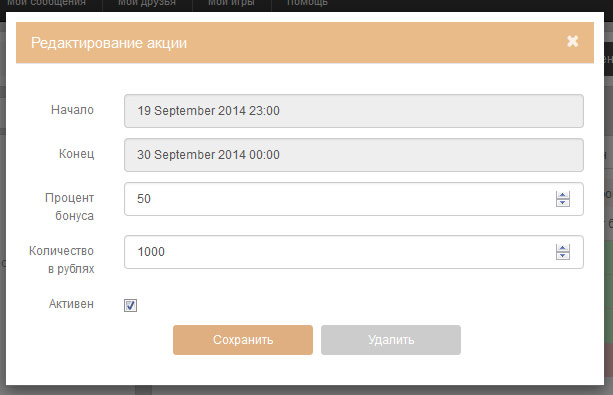 Мои сообщения Мои друзья Мои игры Помощь
Редактирование акции
Начало 19 September 2014 23:00
Конец 30 September 2014 00:00
Процент
бонуса
50
Количество
в рублях
1000
Активен
Сохранить Удалить